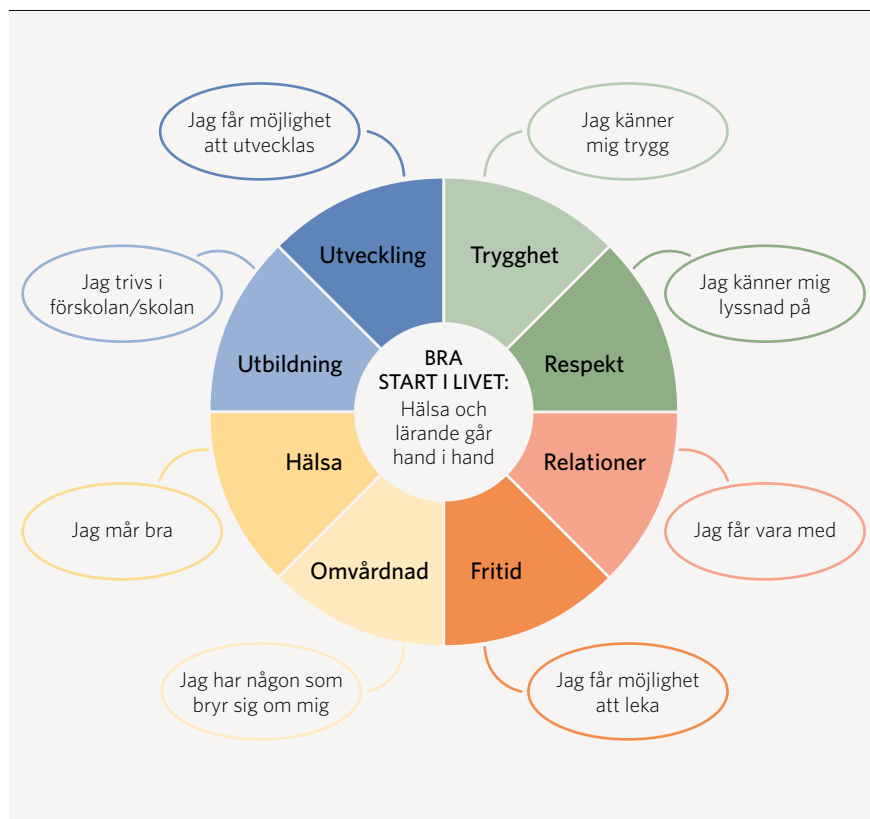 Jag får möjlighet
att utvecklas
Jag känner
mig trygg
Utveckling
Trygghet
Jag trivs i
förskolan/skolan
Jag känner mig
lyssnad på
Utbildning
Respekt
BRA
START I LIVET:
Hälsa och
lärande går
hand i hand
Hälsa
Relationer
Jag mår bra
Jag får vara med
Omvårdnad
Fritid
Jag har någon som
bryr sig om mig
Jag får möjlighet
att leka